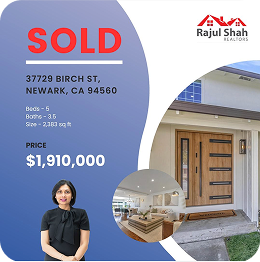 SOLD
Rajul Shah
REALTORS
37729 BIRCH ST,
NEWARK, CA 94560
Beds - 5
Baths - 3.5
Size - 2,383 sq ft
PRICE
$1,910,000